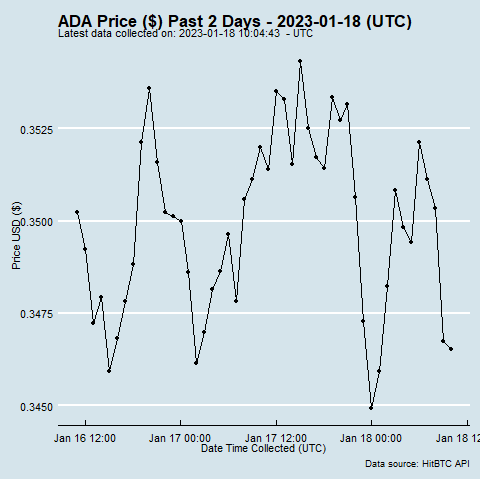 ADA Price ($) Past 2 Days - 2023-01-18 (UTC)
Latest data collected on: 2023-01-18 10:04:43 - UTC
0.3525
0.3500
0.3475
0.3450
Price USD ($)
Jan 16 12:00 Jan 17 00:00 Jan 17 12:00 Jan 18 00:00 Jan 18 12:
Date Time Collected (UTC)
Data source: HitBTC API